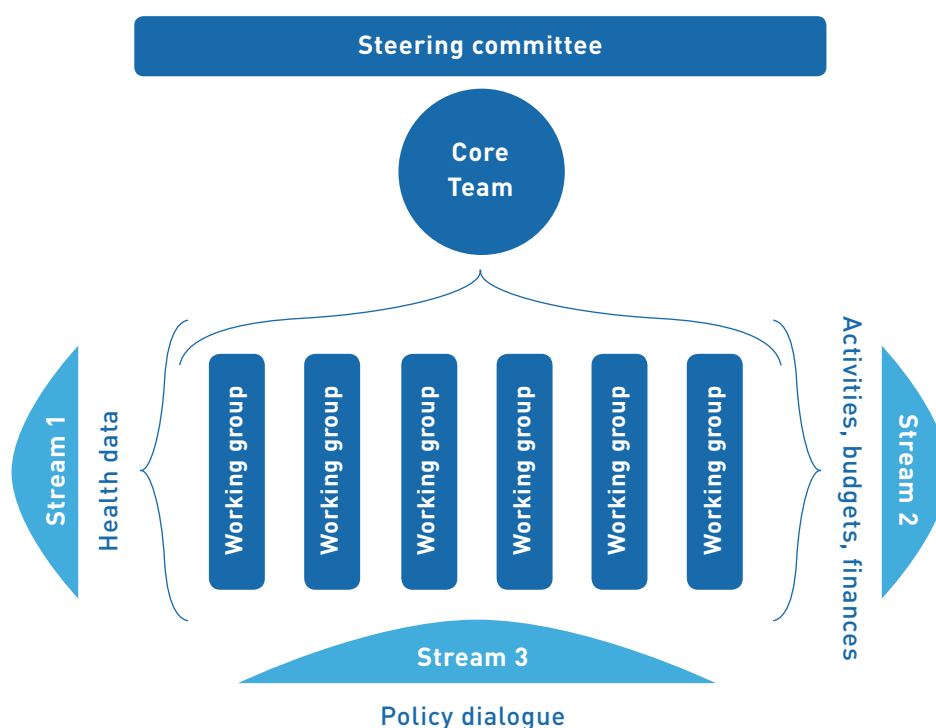 Steering committee
Core
Team
Stream 1
Health data
Working group
Working group
Working group
Working group
Working group
Working group
Activities, budgets, finances
Stream 2
Stream 3
Policy dialogue